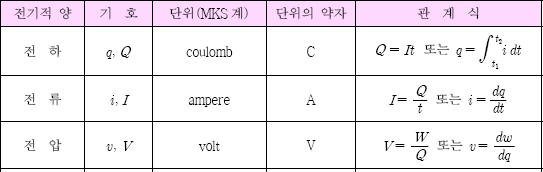 전기적 양 기 호 단위(MKS계) 단위의 약자 관 계 식
전 하 q, Q coulomb C Q = It 또는 q = ∫_{t₁}^{t₂} i dt
전 류 i, I ampere A I = Q/t 또는 i = dq/dt
전 압 v, V volt V V = W/Q 또는 v = dw/dq